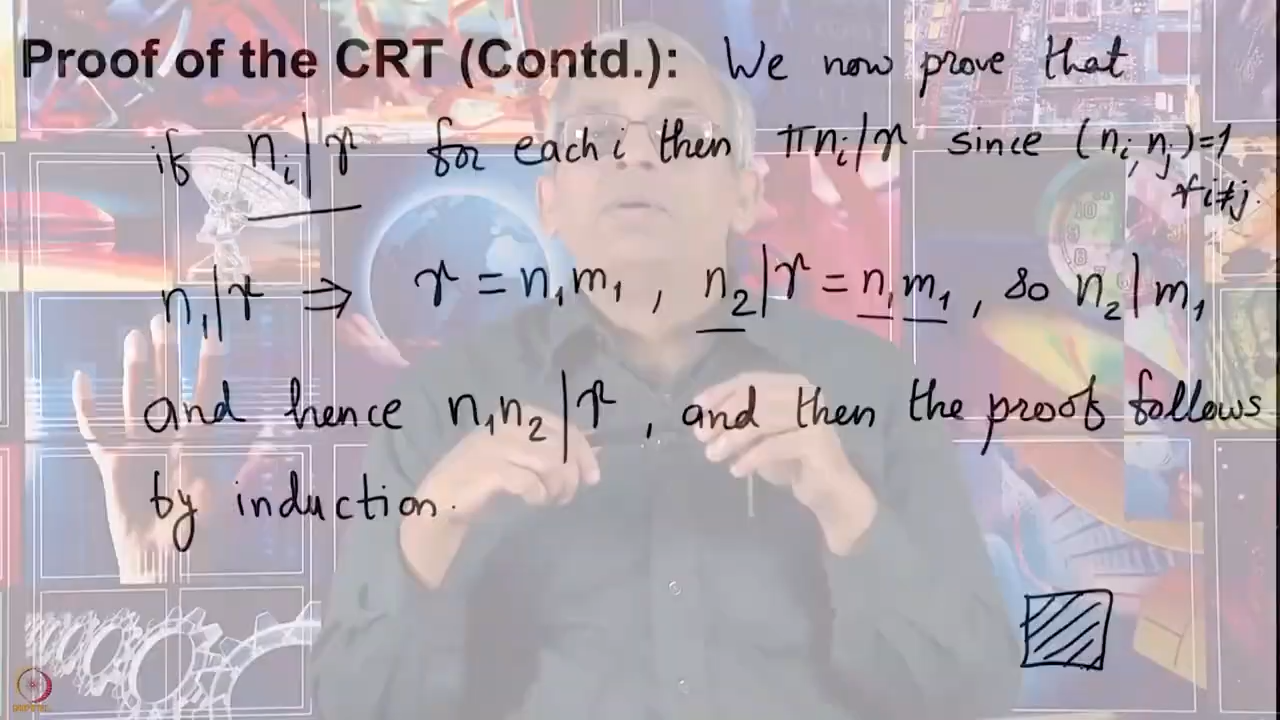 Proof of the CRT (Contd.): We now prove that
if nᵢ | r for each i then πnᵢ | r since (nᵢ, nⱼ)=1
∀ i≠j.
n₁ | r ⇒ r = n₁m₁, n₂ | r = n₁m₁, so n₂ | m₁
and hence n₁n₂ | r, and then the proof follows
by induction.